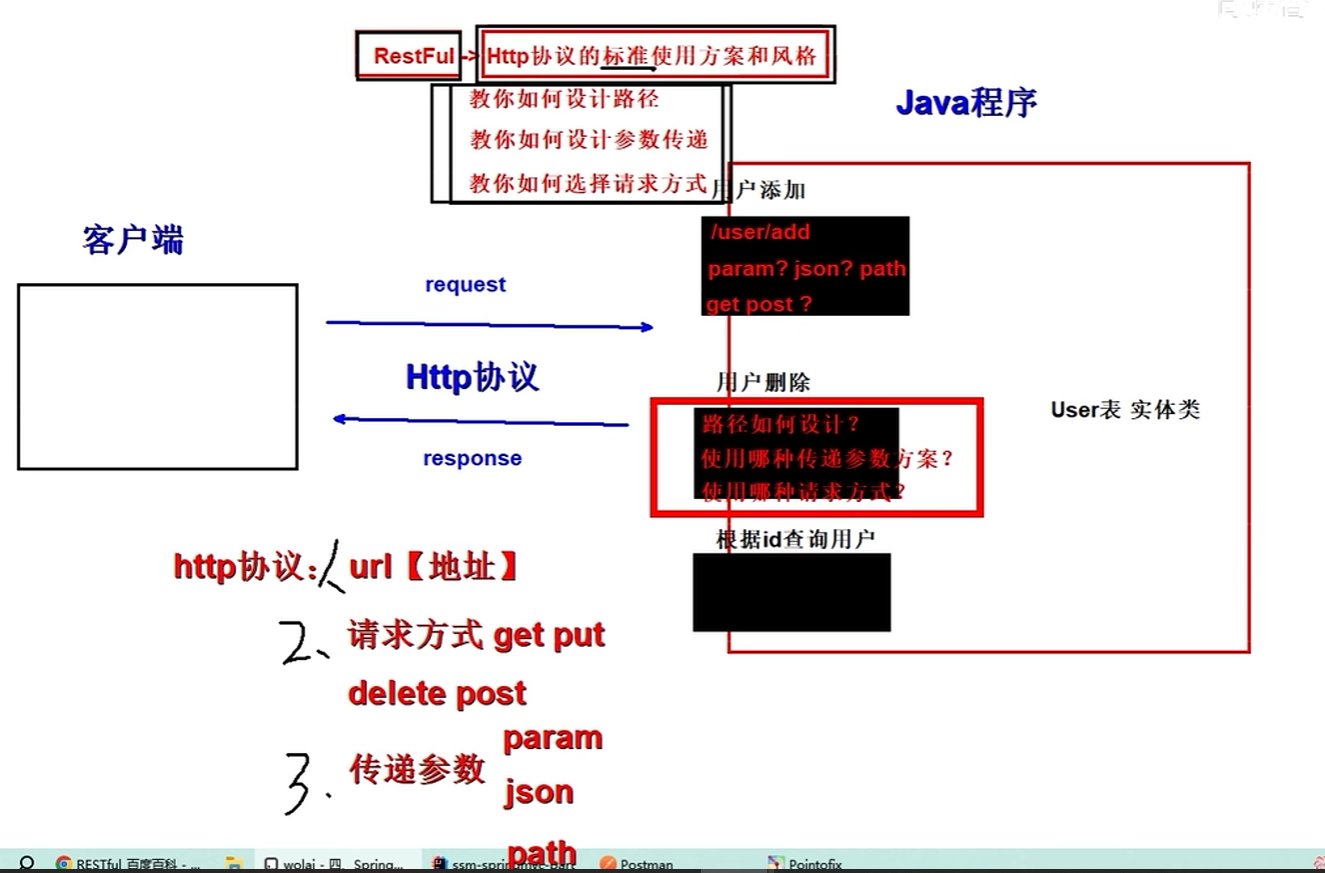 RestFul -> Http协议的标准使用方案和风格
教你如何设计路径
教你如何设计参数传递
教你如何选择请求方式
Java程序
用户添加
/user/add
param? json? path
get post ?
客户端
request
Http协议
response
用户删除
路径如何设计？
使用哪种传递参数方案？
使用哪种请求方式？
User表 实体类
根据id查询用户
http协议：1、url【地址】
2、请求方式 get put
delete post
3、传递参数
param
json
path
RESTful_百度百科 - ...
wolai - 四、Spring...
Postman
Pointofix